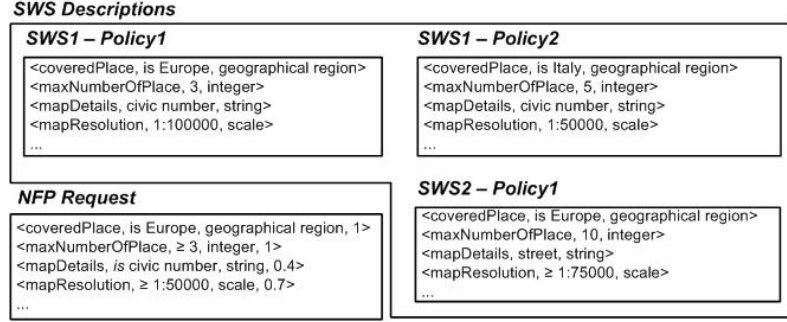 SWS Descriptions
SWS1 – Policy1
<coveredPlace, is Europe, geographical region>
<maxNumberOfPlace, 3, integer>
<mapDetails, civic number, string>
<mapResolution, 1:100000, scale>
...
SWS1 – Policy2
<coveredPlace, is Italy, geographical region>
<maxNumberOfPlace, 5, integer>
<mapDetails, civic number, string>
<mapResolution, 1:50000, scale>
...
NFP Request
<coveredPlace, is Europe, geographical region, 1>
<maxNumberOfPlace, ≥ 3, integer, 1>
<mapDetails, is civic number, string, 0.4>
<mapResolution, ≥ 1:50000, scale, 0.7>
...
SWS2 – Policy1
<coveredPlace, is Europe, geographical region>
<maxNumberOfPlace, 10, integer>
<mapDetails, street, string>
<mapResolution, ≥ 1:75000, scale>
...